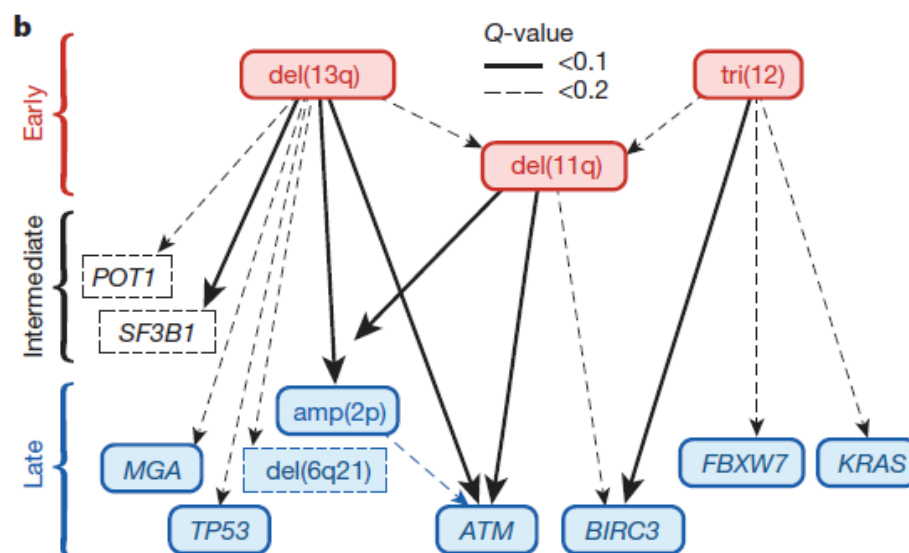 b
Q-value
<0.1
<0.2
Early
del(13q)
tri(12)
del(11q)
Intermediate
POT1
SF3B1
Late
amp(2p)
MGA
del(6q21)
FBXW7
KRAS
TP53
ATM
BIRC3